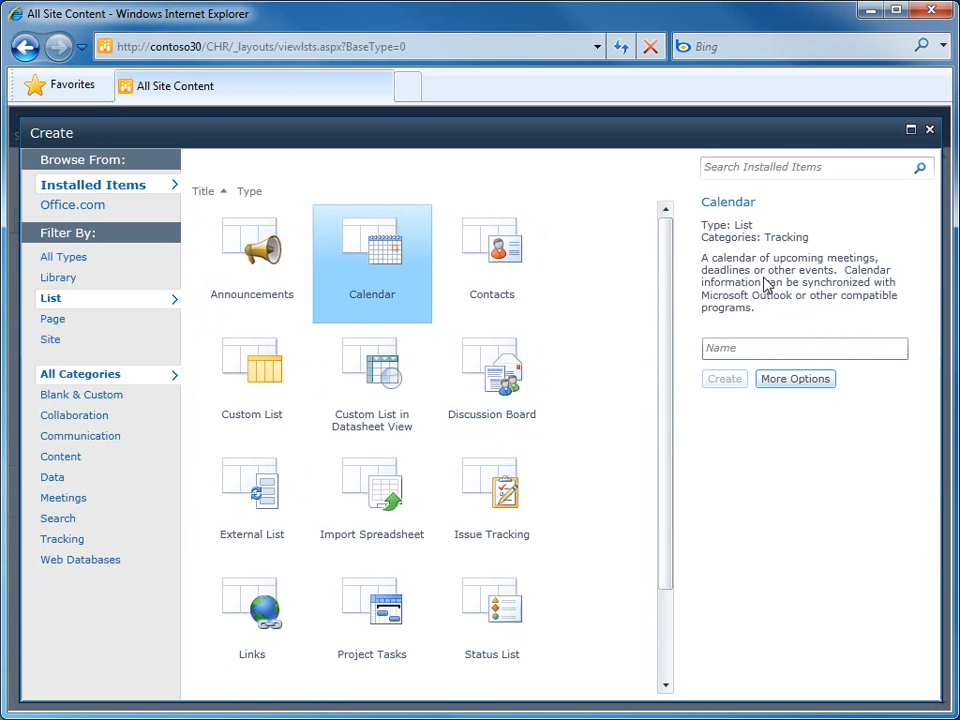 All Site Content - Windows Internet Explorer
http://contoso30/CHR/_layouts/viewlsts.aspx?BaseType=0
Bing
Favorites
All Site Content
Create
Browse From:
Installed Items
Office.com
Filter By:
All Types
Library
List
Page
Site
All Categories
Blank & Custom
Collaboration
Communication
Content
Data
Meetings
Search
Tracking
Web Databases
Title
Type
Announcements
Calendar
Contacts
Custom List
Custom List in
Datasheet View
Discussion Board
External List
Import Spreadsheet
Issue Tracking
Links
Project Tasks
Status List
Search Installed Items
Calendar
Type: List
Categories: Tracking
A calendar of upcoming meetings,
deadlines or other events. Calendar
information can be synchronized with
Microsoft Outlook or other compatible
programs.
Name
Create
More Options